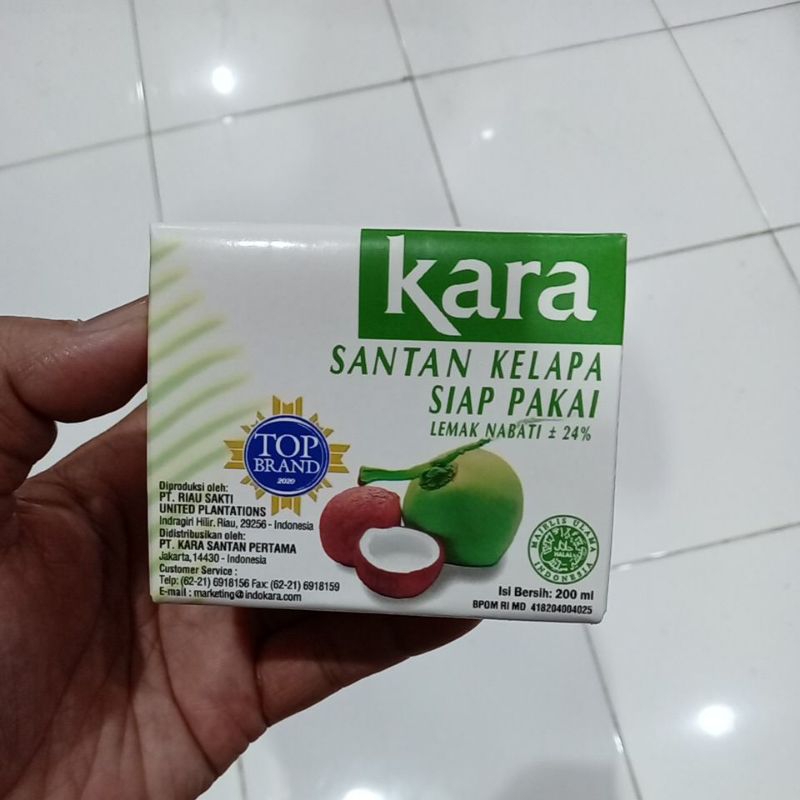 kara
SANTAN KELAPA
SIAP PAKAI
LEMAK NABATI ± 24%
TOP
BRAND
2020
Diproduksi oleh:
PT. RIAU SAKTI
UNITED PLANTATIONS
Indragiri Hilir. Riau, 29256 - Indonesia
Didistribusikan oleh:
PT. KARA SANTAN PERTAMA
Jakarta,14430 - Indonesia
Customer Service :
Telp: (62-21) 6918156 Fax: (62-21) 6918159
E-mail : marketing@indokara.com
MAJELIS ULAMA
HALAL
INDONESIA
Isi Bersih: 200 ml
BPOM RI MD 418204004025